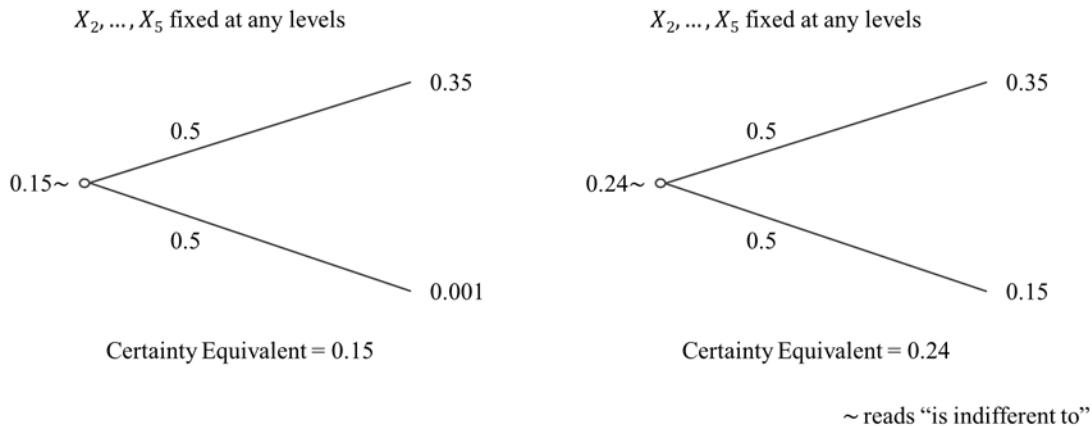 X₂, ..., X₅ fixed at any levels
0.35
0.5
0.15~
0.5
0.001
Certainty Equivalent = 0.15
X₂, ..., X₅ fixed at any levels
0.35
0.5
0.24~
0.5
0.15
Certainty Equivalent = 0.24
~ reads “is indifferent to”